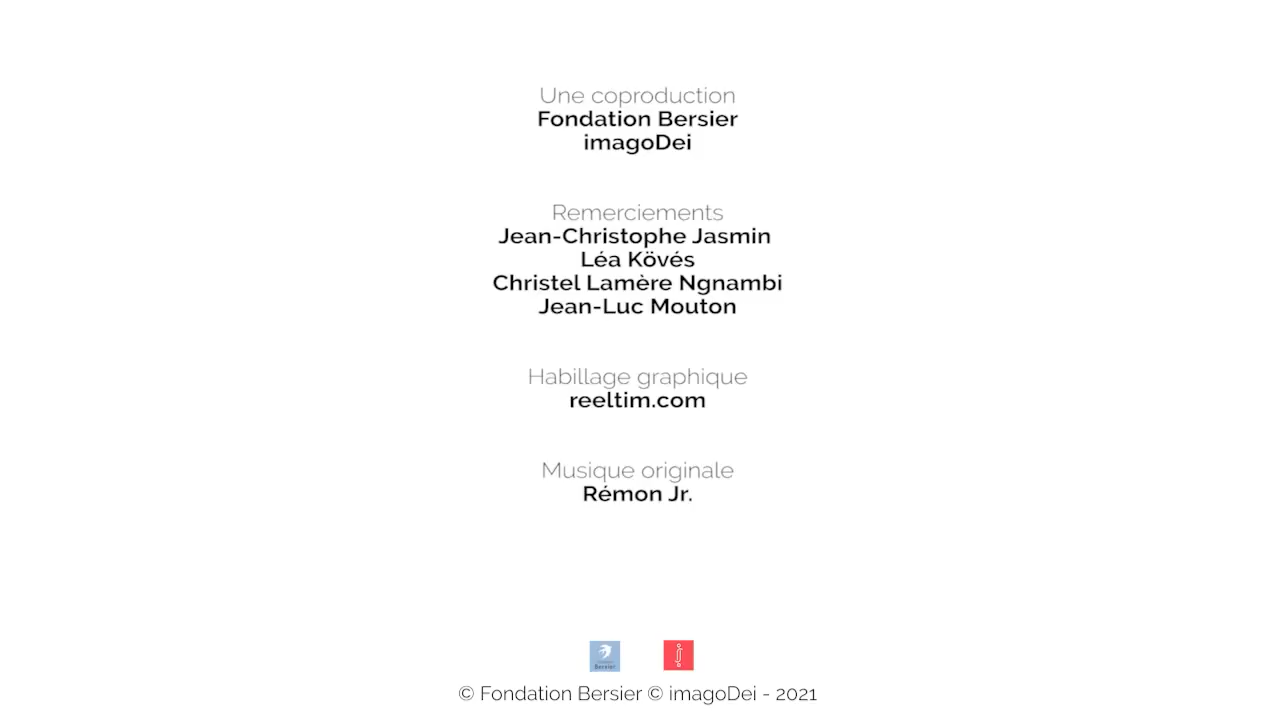 Une coproduction
Fondation Bersier
imagoDei
Remerciements
Jean-Christophe Jasmin
Léa Kövés
Christel Lamère Ngnambi
Jean-Luc Mouton
Habillage graphique
reeltim.com
Musique originale
Rémon Jr.
Bersier
© Fondation Bersier © imagoDei - 2021